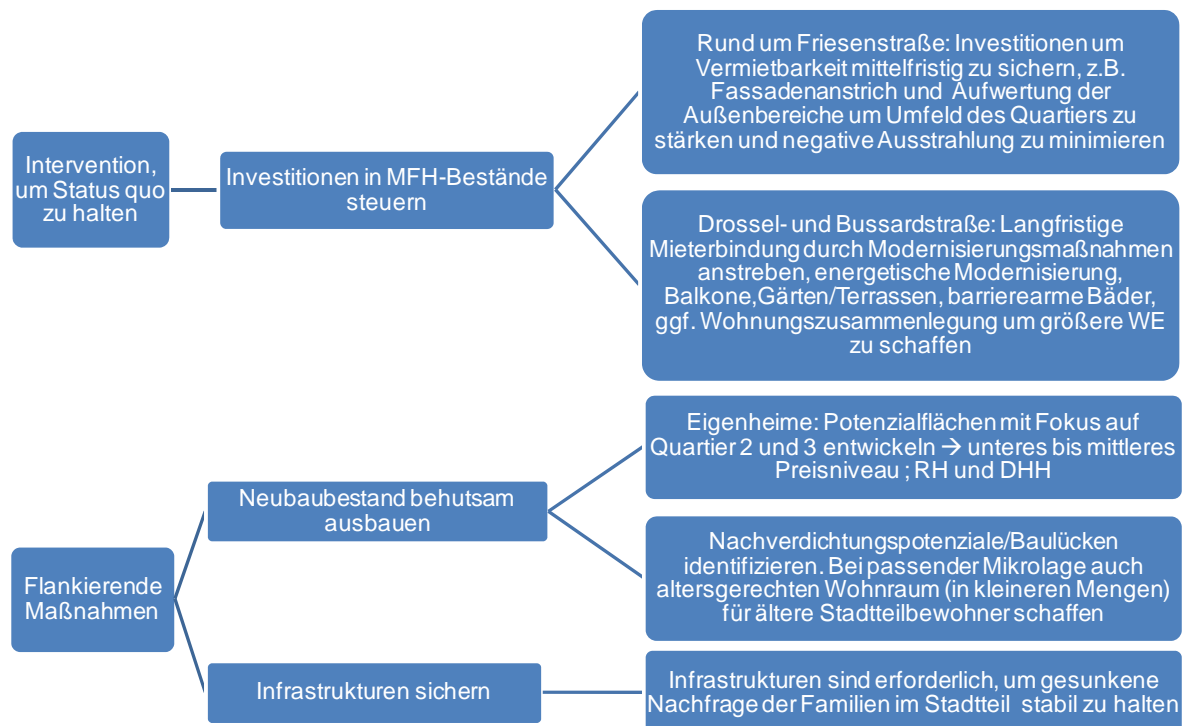 Intervention,
um Status quo
zu halten
Investitionen in MFH-Bestände
steuern
Rund um Friesenstraße: Investitionen um
Vermietbarkeit mittelfristig zu sichern, z.B.
Fassadenanstrich und Aufwertung der
Außenbereiche um Umfeld des Quartiers zu
stärken und negative Ausstrahlung zu minimieren
Drossel- und Bussardstraße: Langfristige
Mieterbindung durch Modernisierungsmaßnahmen
anstreben, energetische Modernisierung,
Balkone,Gärten/Terrassen, barrierearme Bäder,
ggf. Wohnungszusammenlegung um größere WE
zu schaffen
Flankierende
Maßnahmen
Neubaubestand behutsam
ausbauen
Eigenheime: Potenzialflächen mit Fokus auf
Quartier 2 und 3 entwickeln → unteres bis mittleres
Preisniveau ; RH und DHH
Nachverdichtungspotenziale/Baulücken
identifizieren. Bei passender Mikrolage auch
altersgerechten Wohnraum (in kleineren Mengen)
für ältere Stadtteilbewohner schaffen
Infrastrukturen sichern
Infrastrukturen sind erforderlich, um gesunkene
Nachfrage der Familien im Stadtteil stabil zu halten